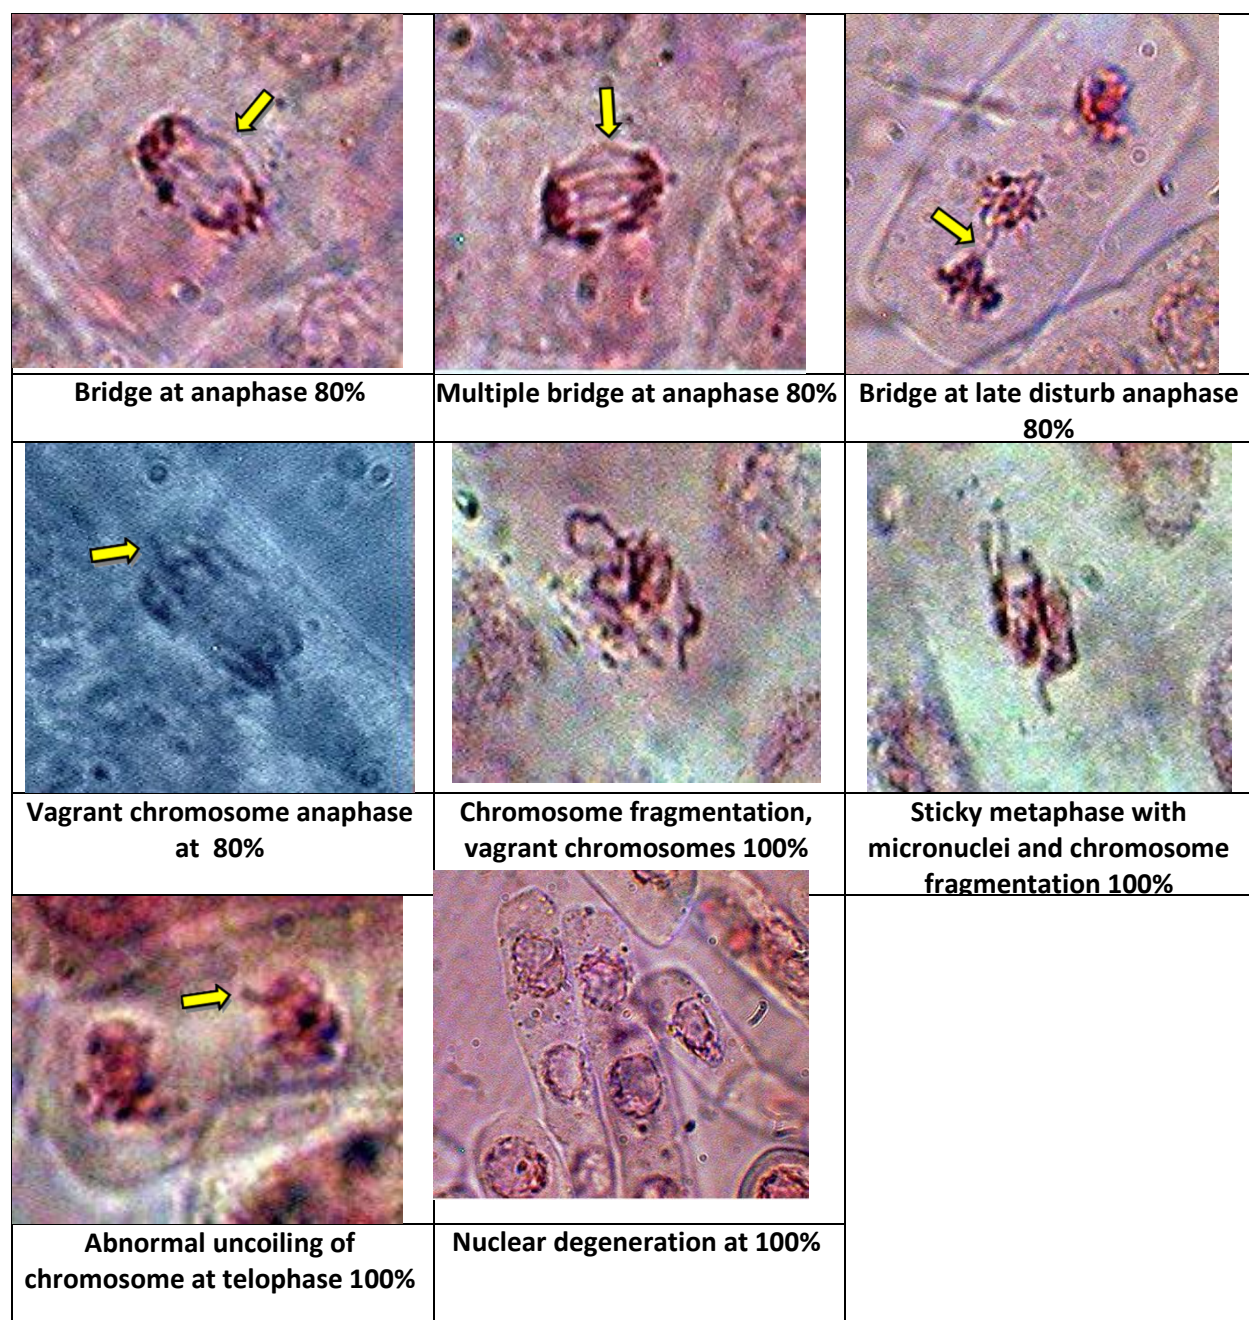 Bridge at anaphase 80%
Multiple bridge at anaphase 80%
Bridge at late disturb anaphase
80%
Vagrant chromosome anaphase
at 80%
Chromosome fragmentation,
vagrant chromosomes 100%
Sticky metaphase with
micronuclei and chromosome
fragmentation 100%
Abnormal uncoiling of
chromosome at telophase 100%
Nuclear degeneration at 100%